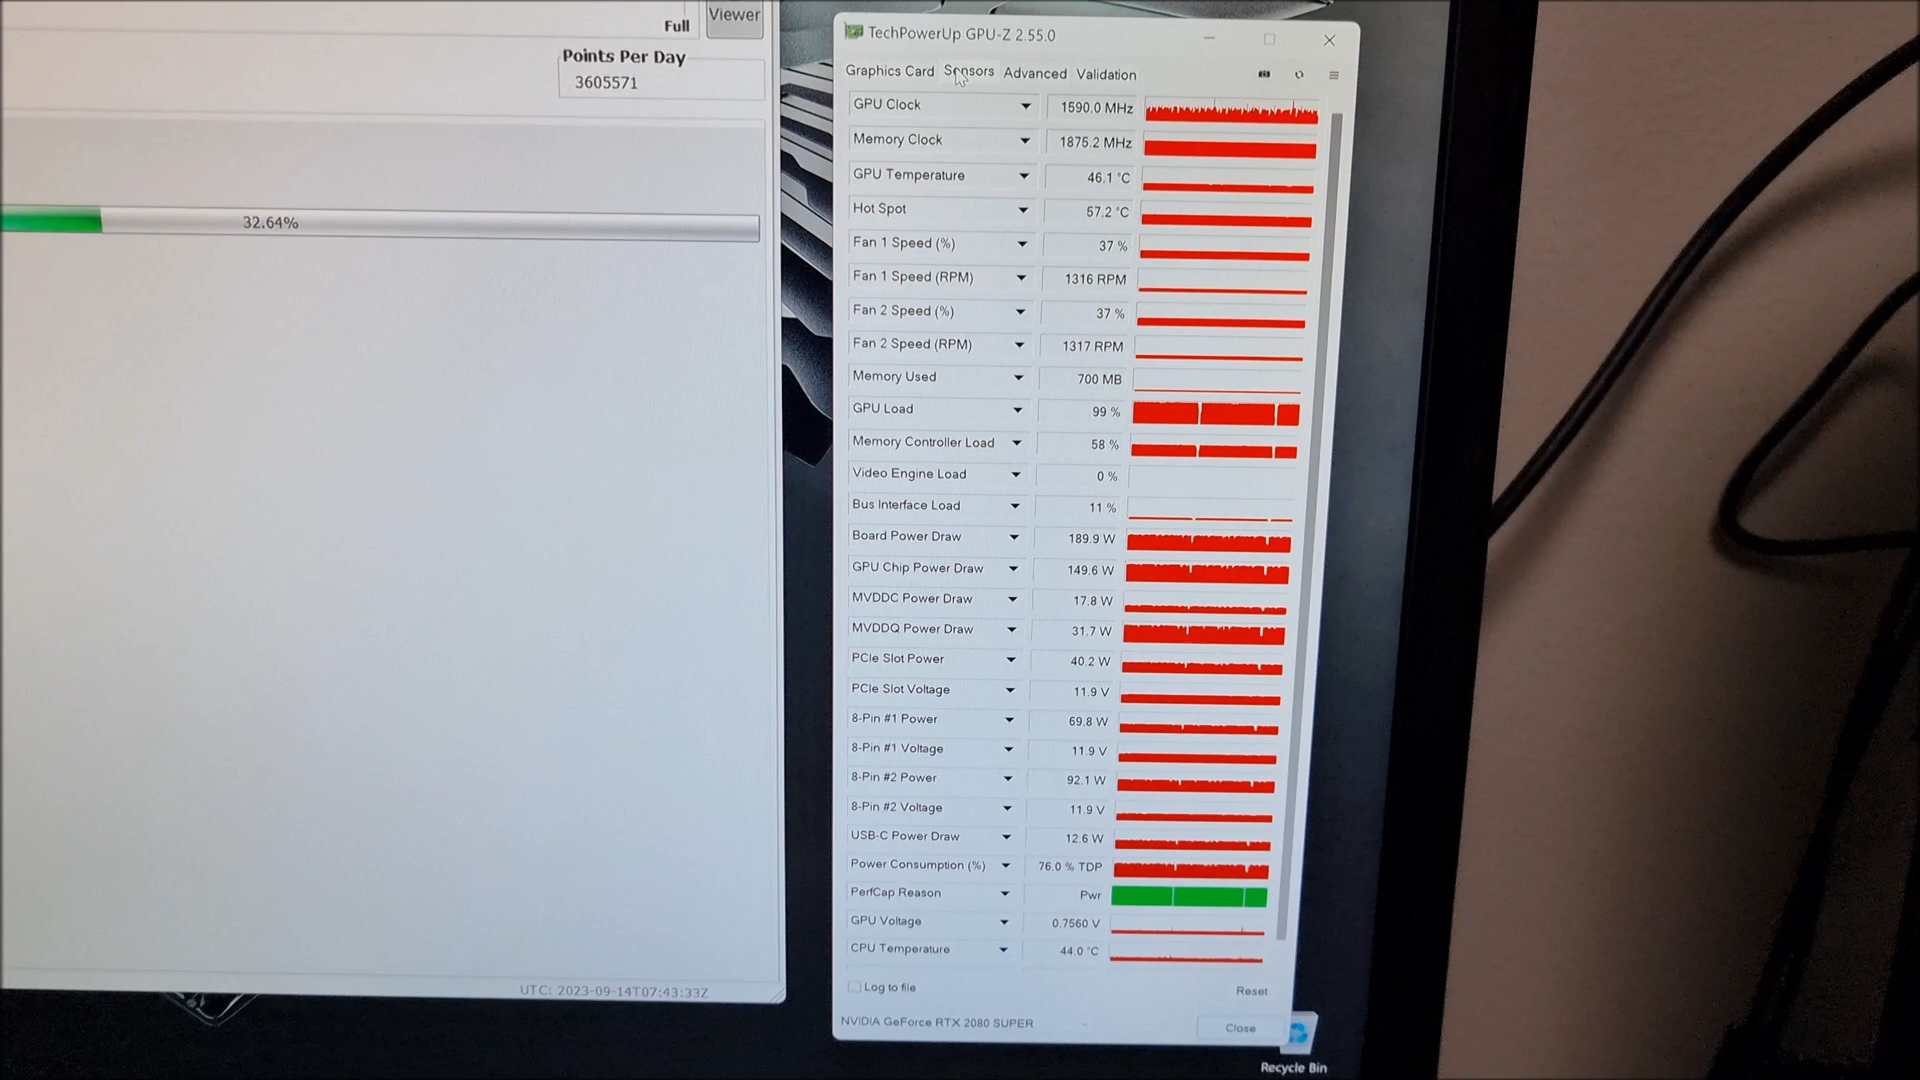 Full
Viewer
Points Per Day
3605571
32.64%
UTC: 2023-09-14T07:43:33Z
TechPowerUp GPU-Z 2.55.0
Graphics Card Sensors Advanced Validation
GPU Clock 1590.0 MHz
Memory Clock 1875.2 MHz
GPU Temperature 46.1 °C
Hot Spot 57.2 °C
Fan 1 Speed (%) 37 %
Fan 1 Speed (RPM) 1316 RPM
Fan 2 Speed (%) 37 %
Fan 2 Speed (RPM) 1317 RPM
Memory Used 700 MB
GPU Load 99 %
Memory Controller Load 58 %
Video Engine Load 0 %
Bus Interface Load 11 %
Board Power Draw 189.9 W
GPU Chip Power Draw 149.6 W
MVDDC Power Draw 17.8 W
MVDDQ Power Draw 31.7 W
PCIe Slot Power 40.2 W
PCIe Slot Voltage 11.9 V
8-Pin #1 Power 69.8 W
8-Pin #1 Voltage 11.9 V
8-Pin #2 Power 92.1 W
8-Pin #2 Voltage 11.9 V
USB-C Power Draw 12.6 W
Power Consumption (%) 76.0 % TDP
PerfCap Reason Pwr
GPU Voltage 0.7560 V
CPU Temperature 44.0 °C
Log to file
Reset
NVIDIA GeForce RTX 2080 SUPER
Close
Recycle Bin